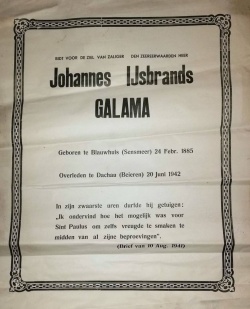 BIDT VOOR DE ZIEL VAN ZALIGER DEN ZEEREERWAARDEN HEER
Johannes IJsbrands
GALAMA
Geboren te Blauwhuis (Sensmeer) 24 Febr. 1885
Overleden te Dachau (Beieren) 20 Juni 1942
In zijn zwaarste uren durfde hij getuigen:
„Ik ondervind hoe het mogelijk was voor
Sint Paulus om zelfs vreugde te smaken te
midden van al zijne beproevingen".
(Brief van 10 Aug. 1941)